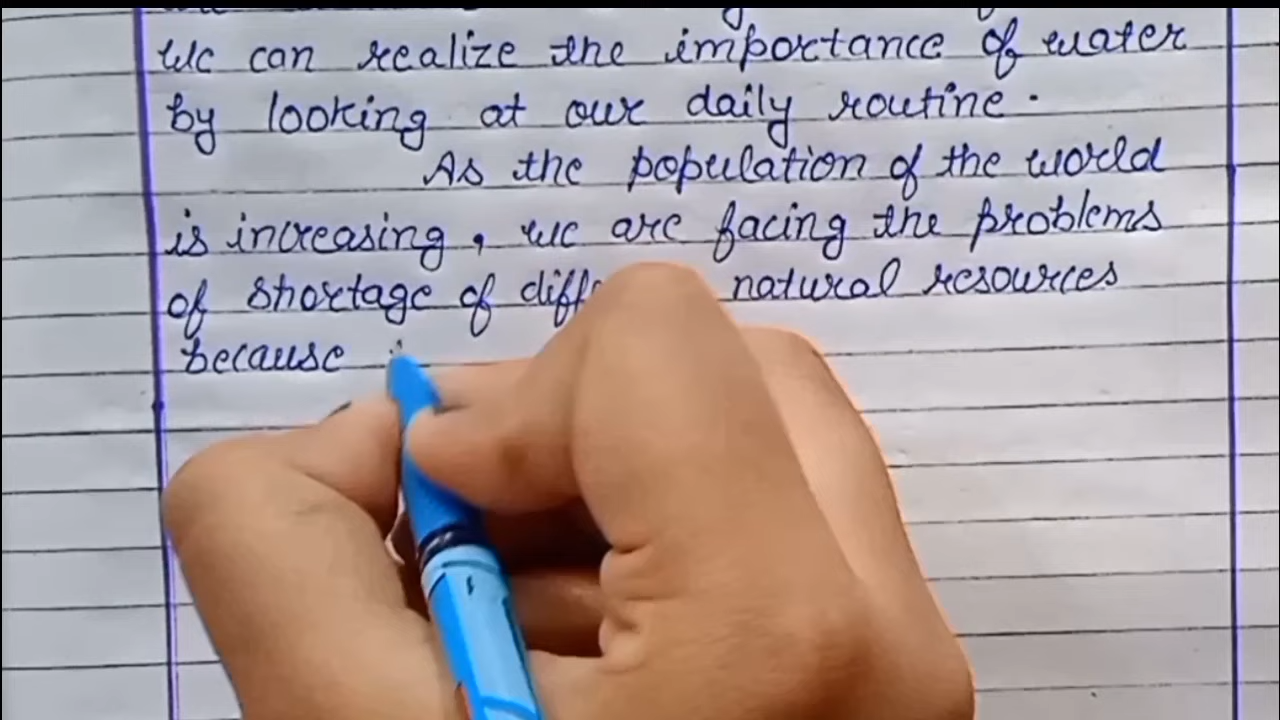 we can realize the importance of water
by looking at our daily routine.
As the population of the world
is increasing, we are facing the problems
of shortage of natural resources
because